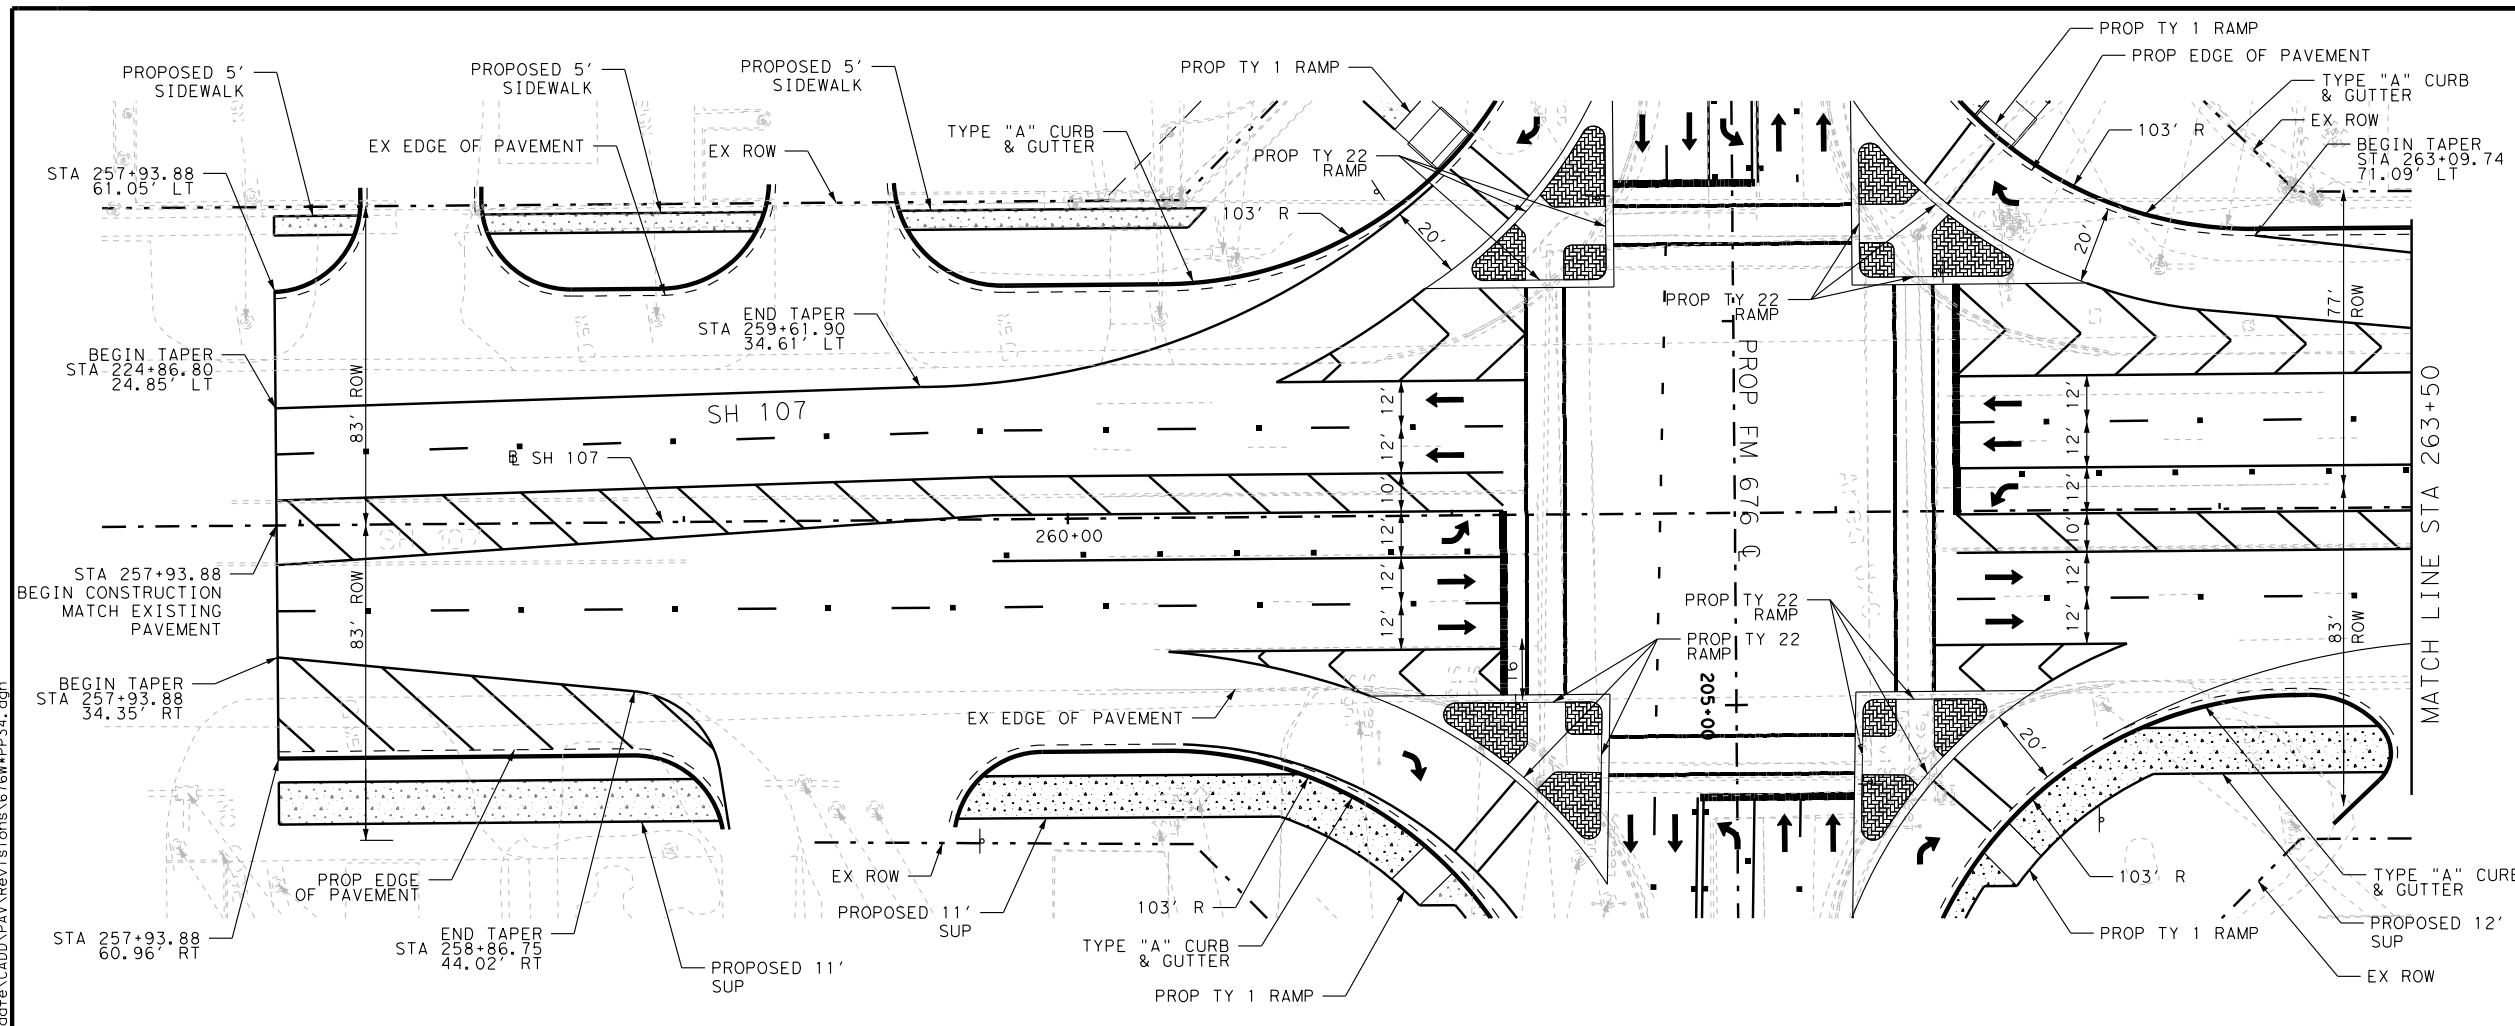 PROPOSED 5'
SIDEWALK
PROPOSED 5'
SIDEWALK
PROPOSED 5'
SIDEWALK
PROP TY 1 RAMP
PROP TY 1 RAMP
PROP EDGE OF PAVEMENT
TYPE "A" CURB
& GUTTER
EX ROW
103' R
BEGIN TAPER
STA 263+09.74
71.09' LT
EX EDGE OF PAVEMENT
EX ROW
TYPE "A" CURB
& GUTTER
PROP TY 22
RAMP
STA 257+93.88
61.05' LT
103' R
20'
20'
PROP TY 22
RAMP
77'
ROW
END TAPER
STA 259+61.90
34.61' LT
BEGIN TAPER
STA 224+86.80
24.85' LT
83' ROW
SH 107
12'
12'
10'
12'
12'
12'
PROP FM 676 ℄
12'
12'
12'
10'
12'
12'
MATCH LINE STA 263+50
BL SH 107
260+00
STA 257+93.88
BEGIN CONSTRUCTION
MATCH EXISTING
PAVEMENT
83' ROW
83'
ROW
PROP TY 22
RAMP
PROP TY 22
RAMP
16'
205+00
BEGIN TAPER
STA 257+93.88
34.35' RT
EX EDGE OF PAVEMENT
20'
PROP EDGE
OF PAVEMENT
EX ROW
103' R
TYPE "A" CURB
& GUTTER
PROPOSED 11'
SUP
103' R
PROPOSED 12'
SUP
PROP TY 1 RAMP
STA 257+93.88
60.96' RT
END TAPER
STA 258+86.75
44.02' RT
TYPE "A" CURB
& GUTTER
PROPOSED 11'
SUP
EX ROW
PROP TY 1 RAMP